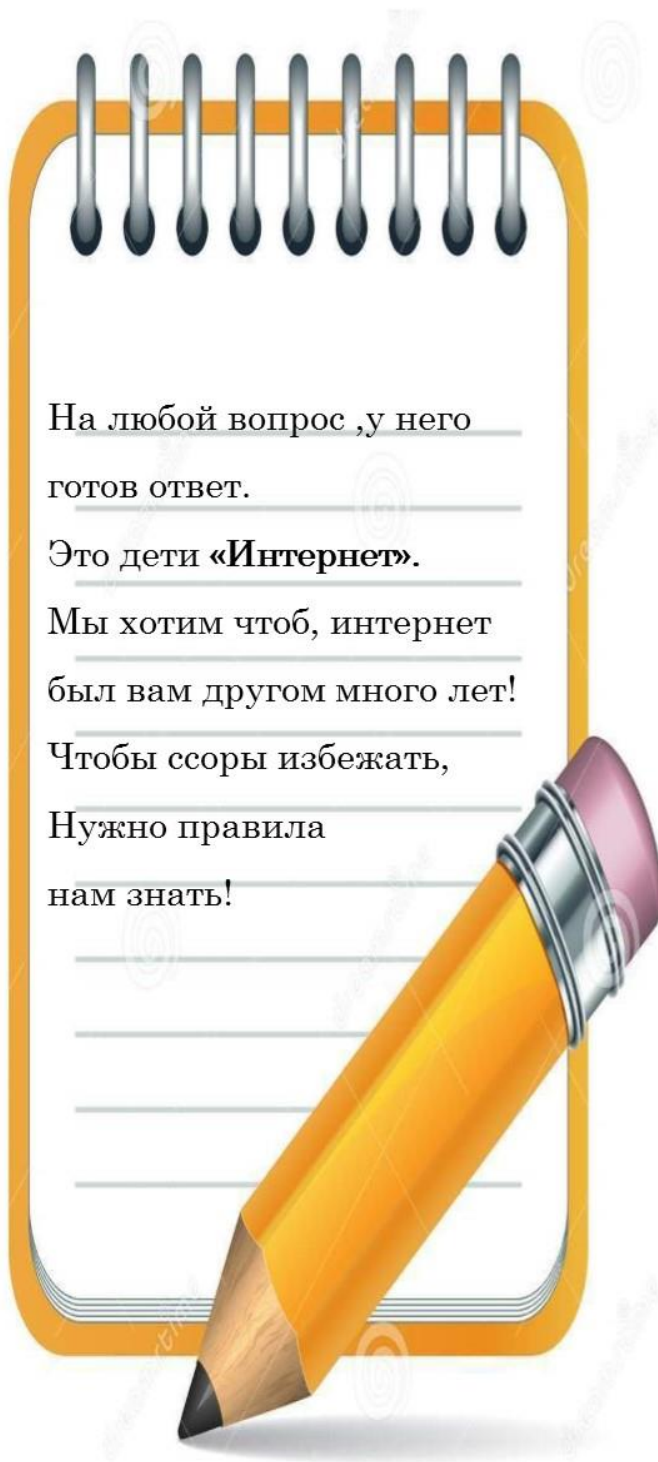 На любой вопрос ,у него
готов ответ.
Это дети «Интернет».
Мы хотим чтоб, интернет
был вам другом много лет!
Чтобы ссоры избежать,
Нужно правила
нам знать!